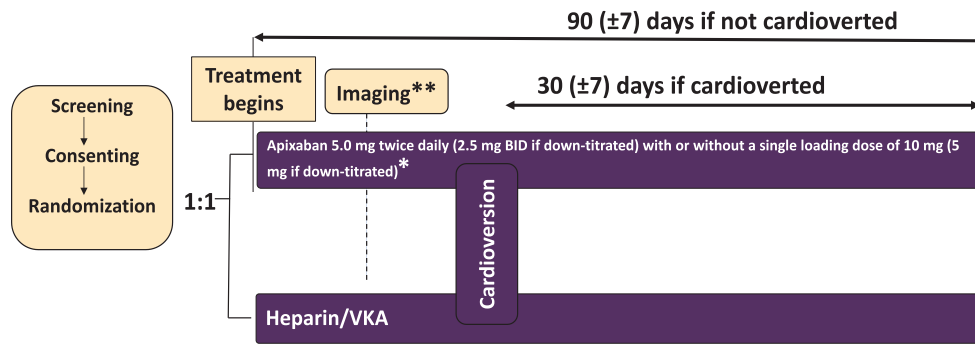 90 (±7) days if not cardioverted
Treatment
begins
Imaging**
30 (±7) days if cardioverted
Screening
Consenting
Randomization
1:1
Apixaban 5.0 mg twice daily (2.5 mg BID if down-titrated) with or without a single loading dose of 10 mg (5
mg if down-titrated)*
Cardioversion
Heparin/VKA